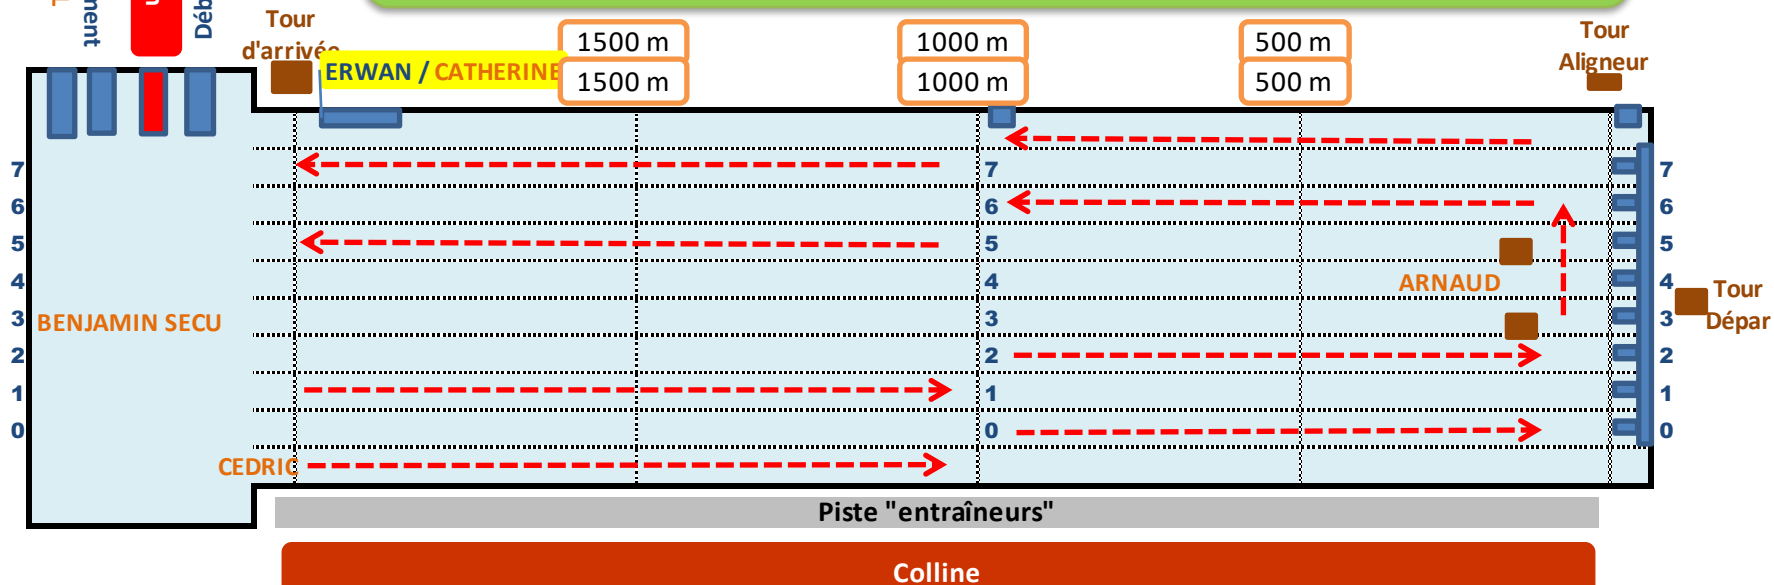 Tour
d'arrivée
ERWAN / CATHERINE
1500 m
1500 m
1000 m
1000 m
500 m
500 m
Tour
Aligneur
7
6
5
4
3
2
1
0
BENJAMIN SECU
CEDRIC
7
6
5
4
3
2
1
0
ARNAUD
7
6
5
4
3
2
1
0
Tour
Dépar
Piste "entraîneurs"
Colline